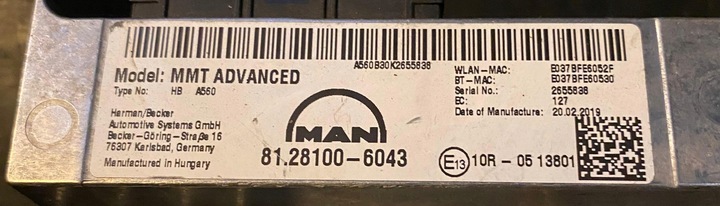 A560B30K2655838
Model: MMT ADVANCED
Type No: HB A560
WLAN-MAC: E037BFE6052F
BT-MAC: E037BFE60530
Serial No.: 2655838
EC: 127
Date of Manufacture: 20.02.2019
Harman/Becker
Automotive Systems GmbH
Becker-Göring-Straße 16
76307 Karlsbad, Germany
Manufactured in Hungary
MAN
81.28100-6043
E13 10R - 05 13801